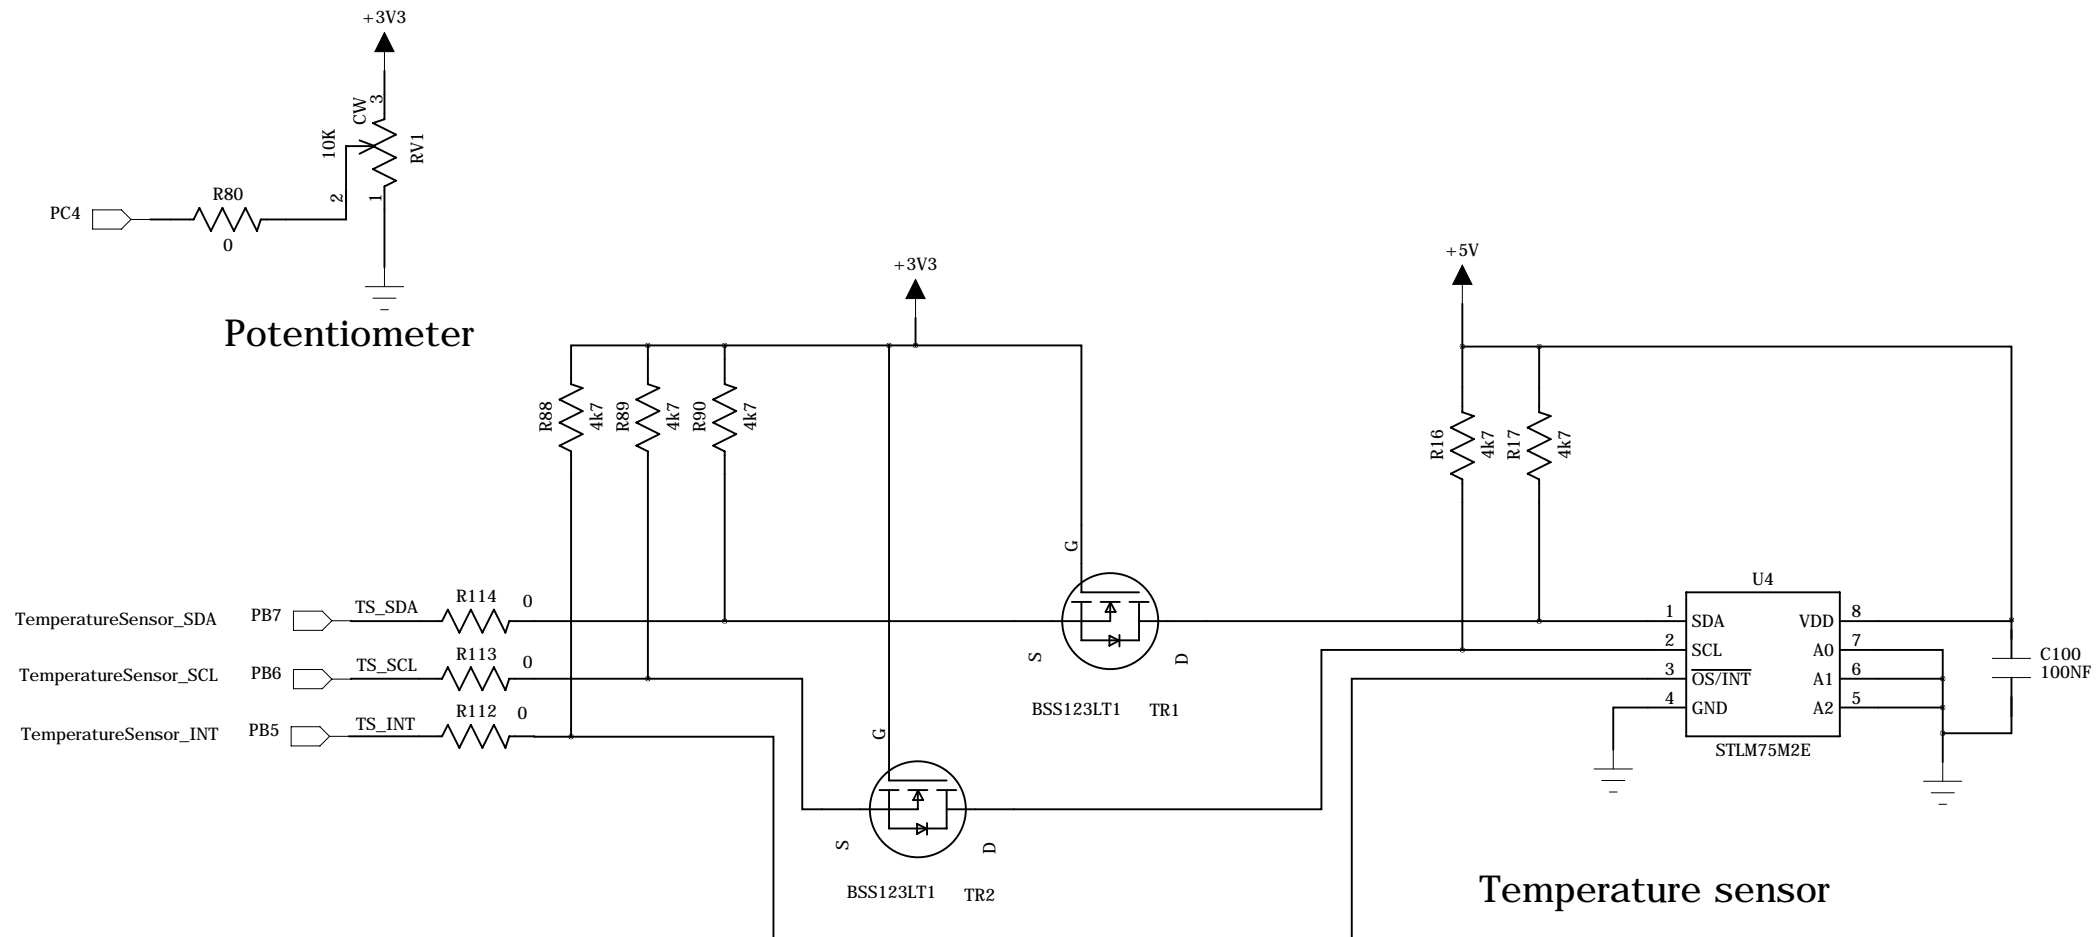 +3V3
CW
3
10K
RV1
2
1
R80
PC4
0
Potentiometer
+3V3
+5V
R88
4k7
R89
4k7
R90
4k7
R16
4k7
R17
4k7
G
U4
TemperatureSensor_SDA PB7 TS_SDA R114 0
S
D
1 SDA VDD 8
TemperatureSensor_SCL PB6 TS_SCL R113 0
2 SCL A0 7
3 OS/INT A1 6
4 GND A2 5
C100
100NF
BSS123LT1 TR1
TemperatureSensor_INT PB5 TS_INT R112 0
STLM75M2E
G
S
D
BSS123LT1 TR2
Temperature sensor